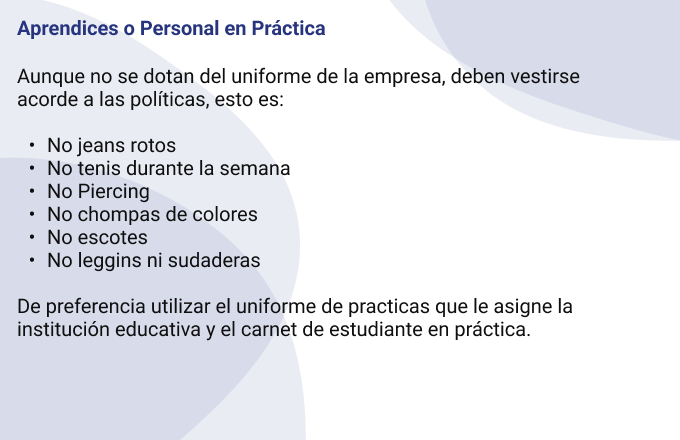 Aprendices o Personal en Práctica
Aunque no se dotan del uniforme de la empresa, deben vestirse
acorde a las políticas, esto es:
• No jeans rotos
• No tenis durante la semana
• No Piercing
• No chompas de colores
• No escotes
• No leggins ni sudaderas
De preferencia utilizar el uniforme de practicas que le asigne la
institución educativa y el carnet de estudiante en práctica.